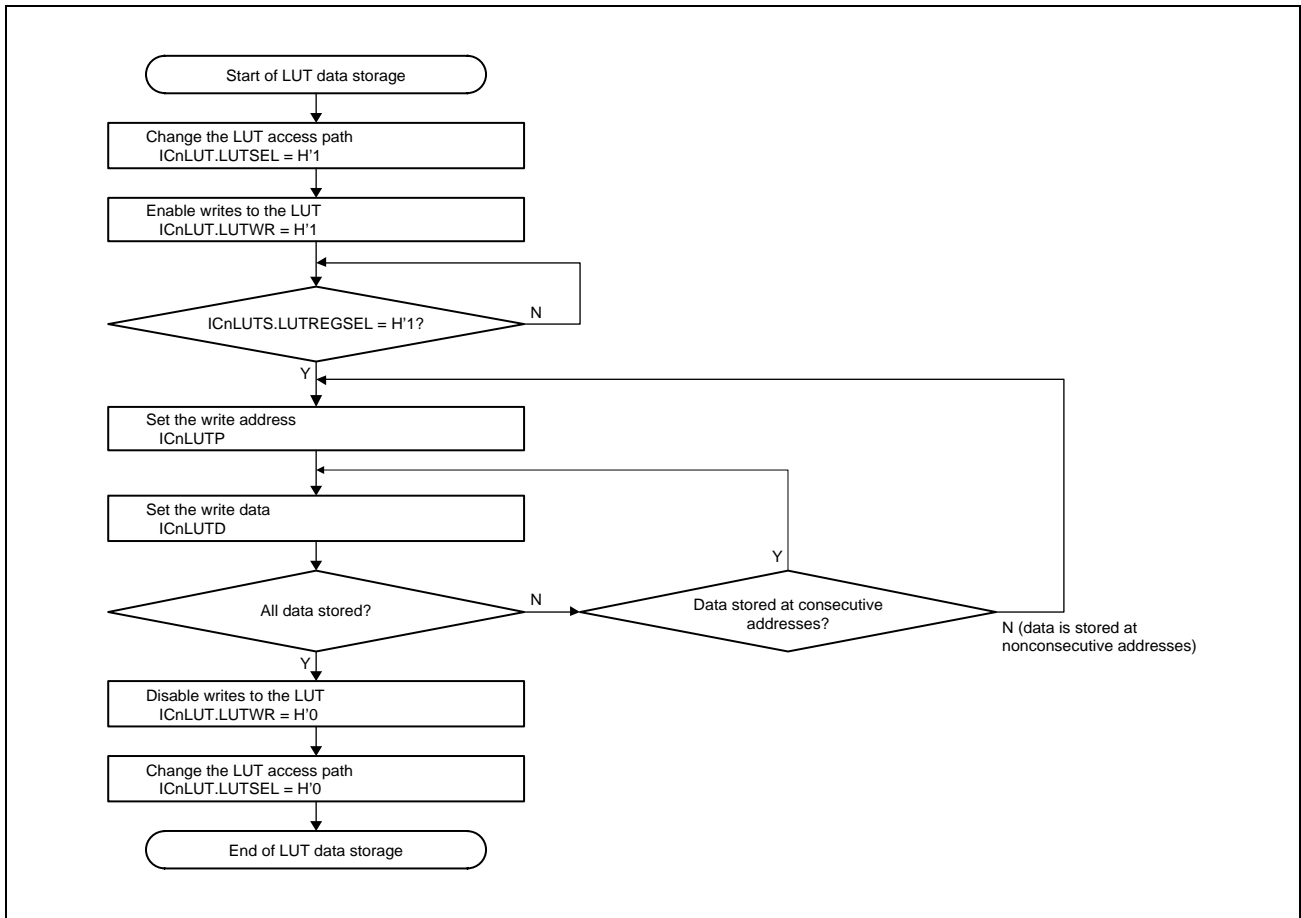 Start of LUT data storage
Change the LUT access path
ICnLUT.LUTSEL = H'1
Enable writes to the LUT
ICnLUT.LUTWR = H'1
ICnLUTS.LUTREGSEL = H'1?
N
Y
Set the write address
ICnLUTP
Set the write data
ICnLUTD
All data stored?
N
Y
Data stored at consecutive
addresses?
Y
N (data is stored at
nonconsecutive addresses)
Disable writes to the LUT
ICnLUT.LUTWR = H'0
Change the LUT access path
ICnLUT.LUTSEL = H'0
End of LUT data storage